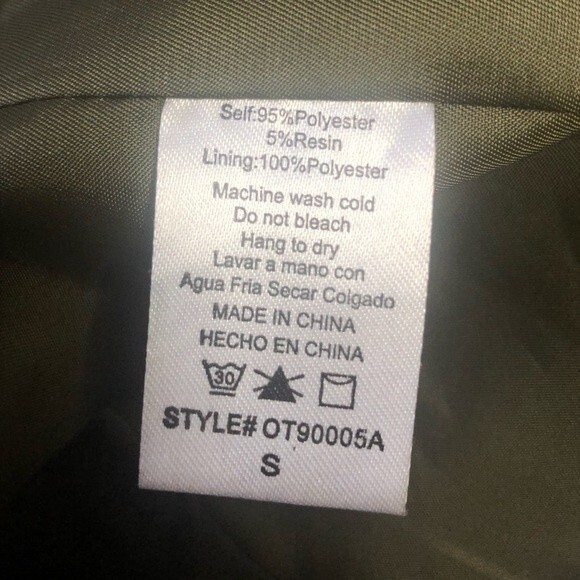 Self:95%Polyester
5%Resin
Lining:100%Polyester
Machine wash cold
Do not bleach
Hang to dry
Lavar a mano con
Agua Fria Secar Colgado
MADE IN CHINA
HECHO EN CHINA
30
STYLE# OT90005A
S